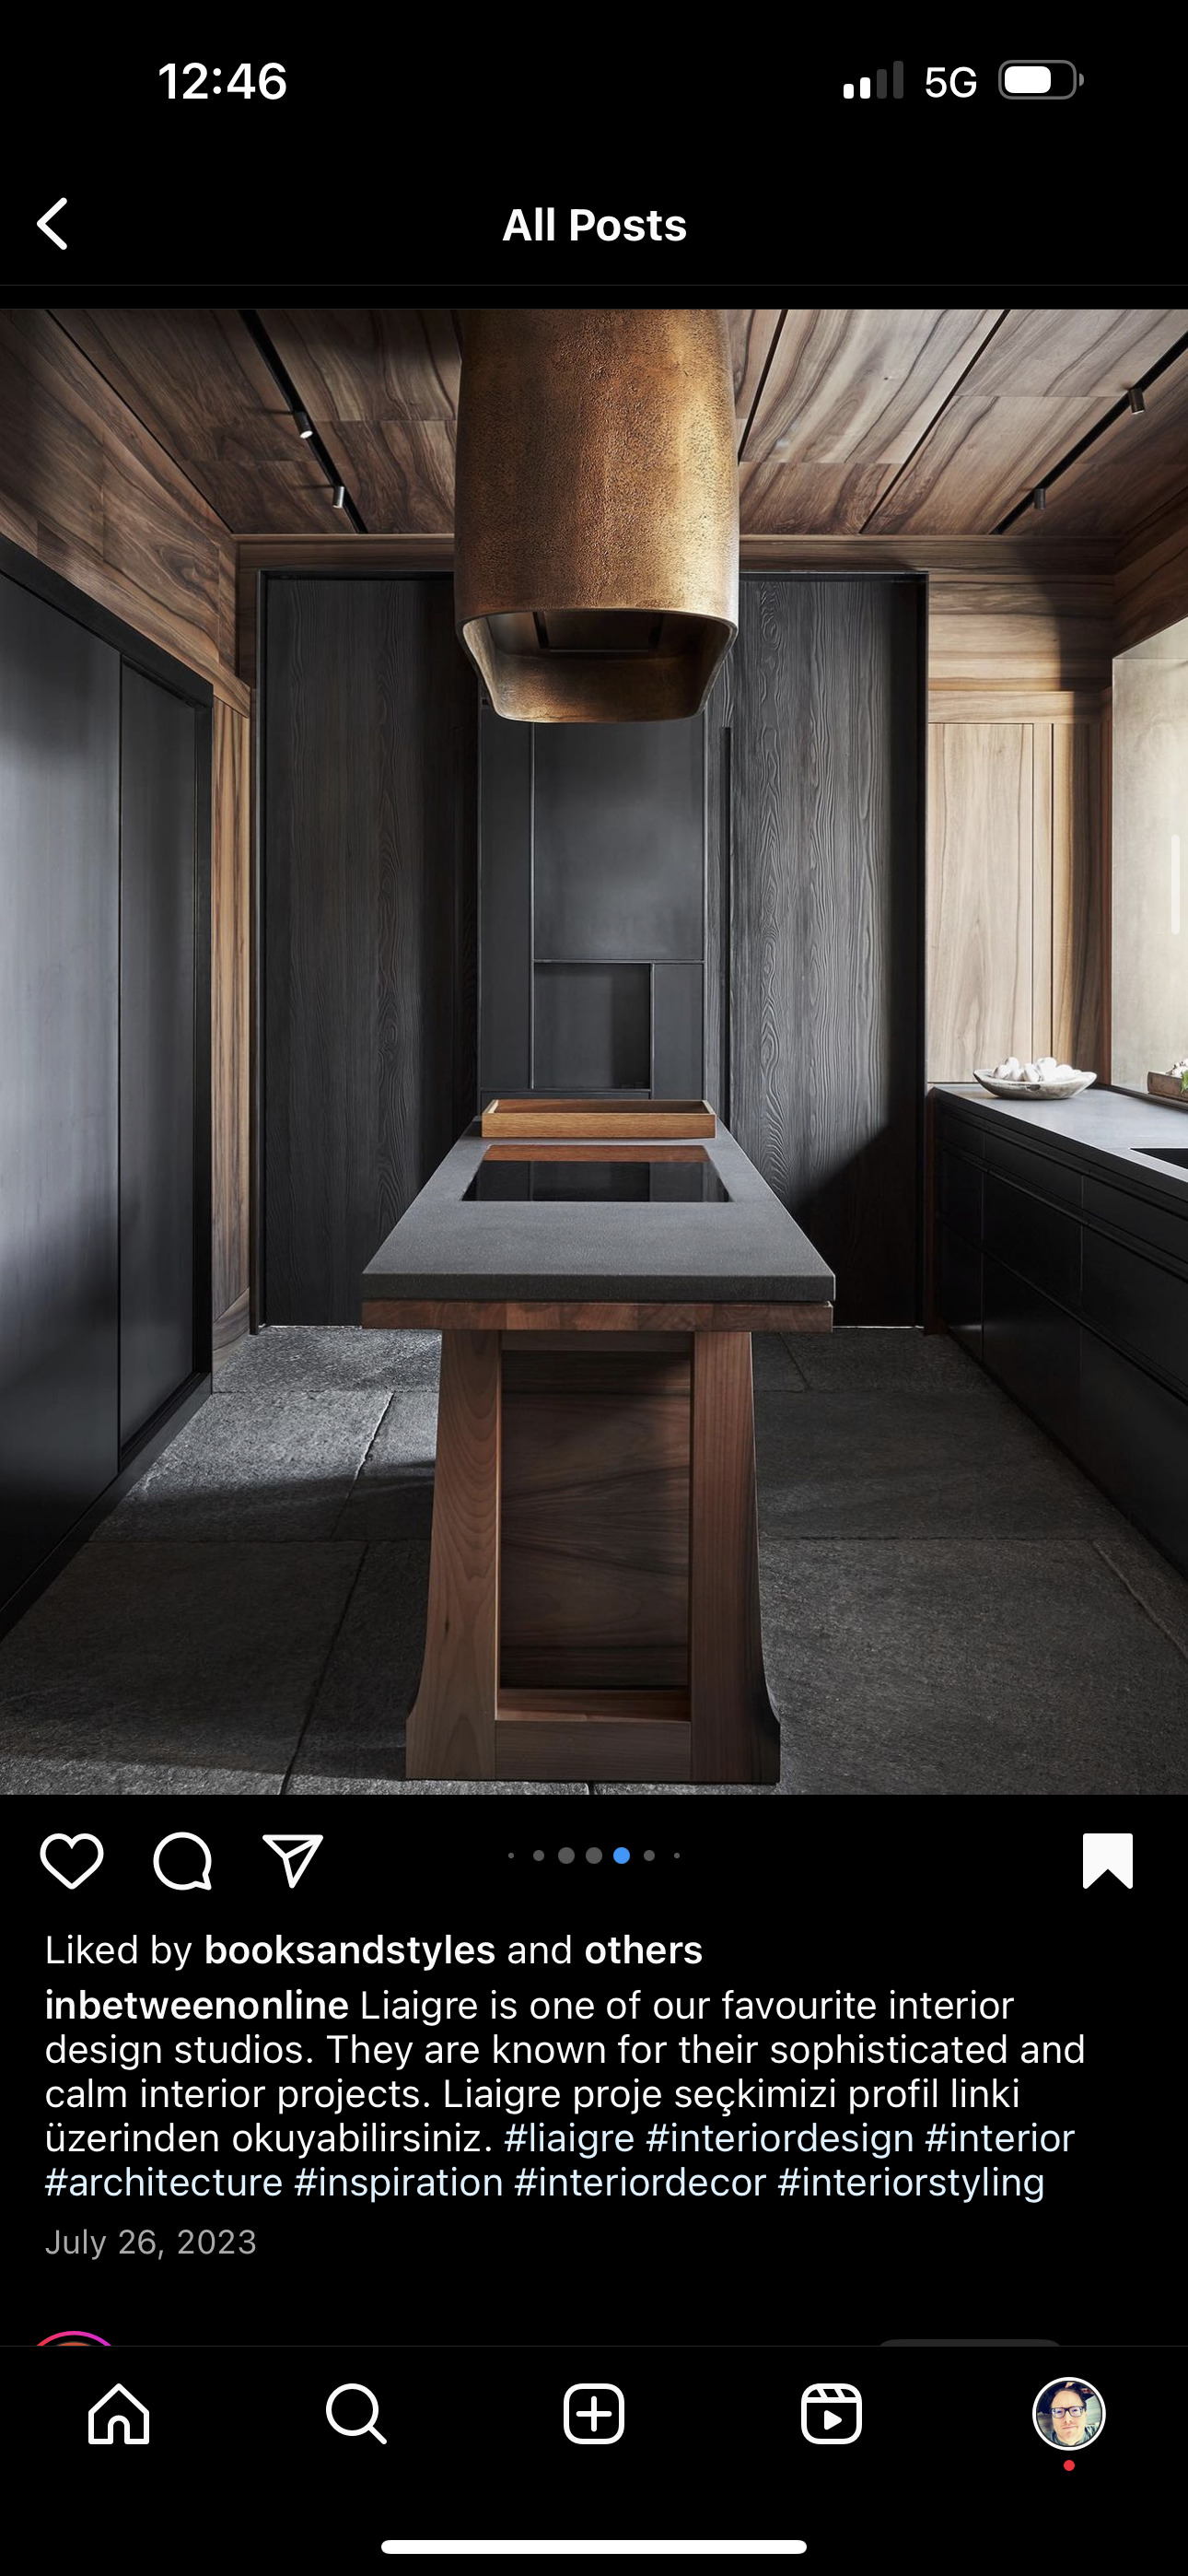 12:46
5G
All Posts
Liked by booksandstyles and others
inbetweenonline Liaigre is one of our favourite interior
design studios. They are known for their sophisticated and
calm interior projects. Liaigre proje seçkimizi profil linki
üzerinden okuyabilirsiniz. #liaigre #interiordesign #interior
#architecture #inspiration #interiordecor #interiorstyling
July 26, 2023